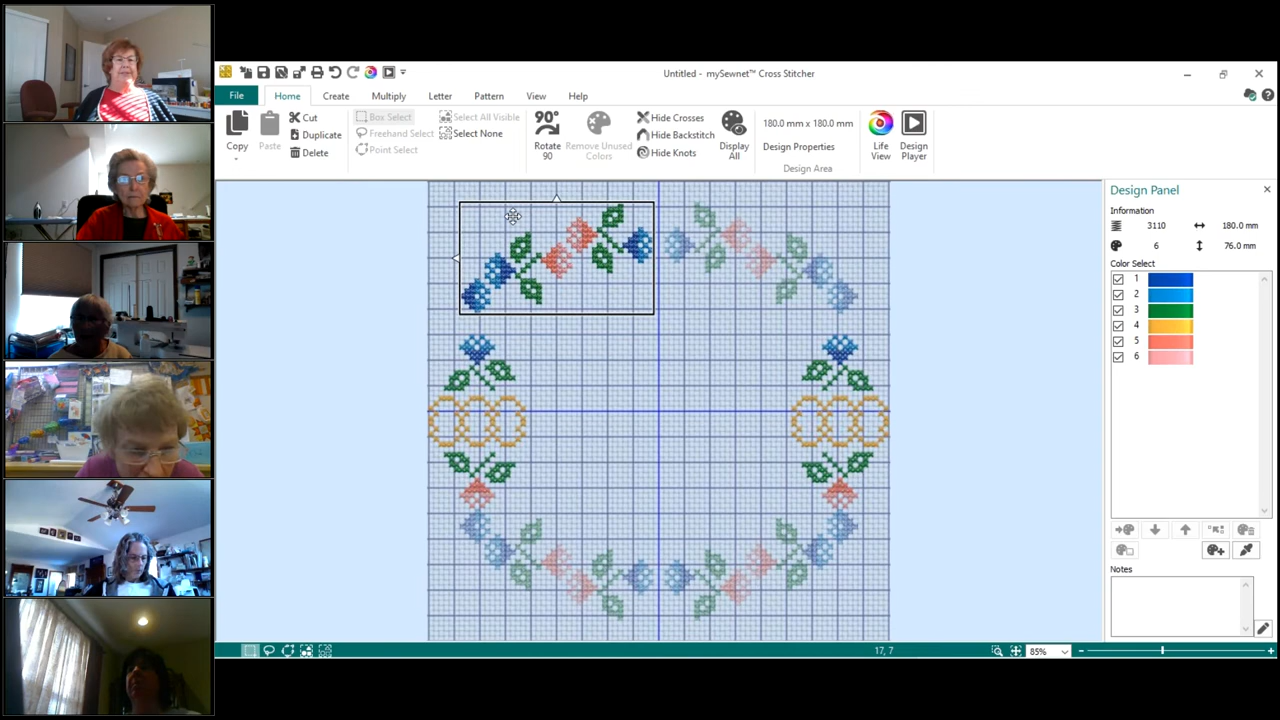 Untitled - mySewnet™ Cross Stitcher
File Home Create Multiply Letter Pattern View Help
Copy
Paste
Cut
Duplicate
Delete
Box Select
Freehand Select
Point Select
Select All Visible
Select None
Rotate
90
90°
Remove Unused
Colors
Hide Crosses
Hide Backstitch
Hide Knots
Display
All
180.0 mm x 180.0 mm
Design Properties
Design Area
Life
View
Design
Player
Design Panel
Information
3110 180.0 mm
6 76.0 mm
Color Select
1
2
3
4
5
6
Notes
17, 7
85%